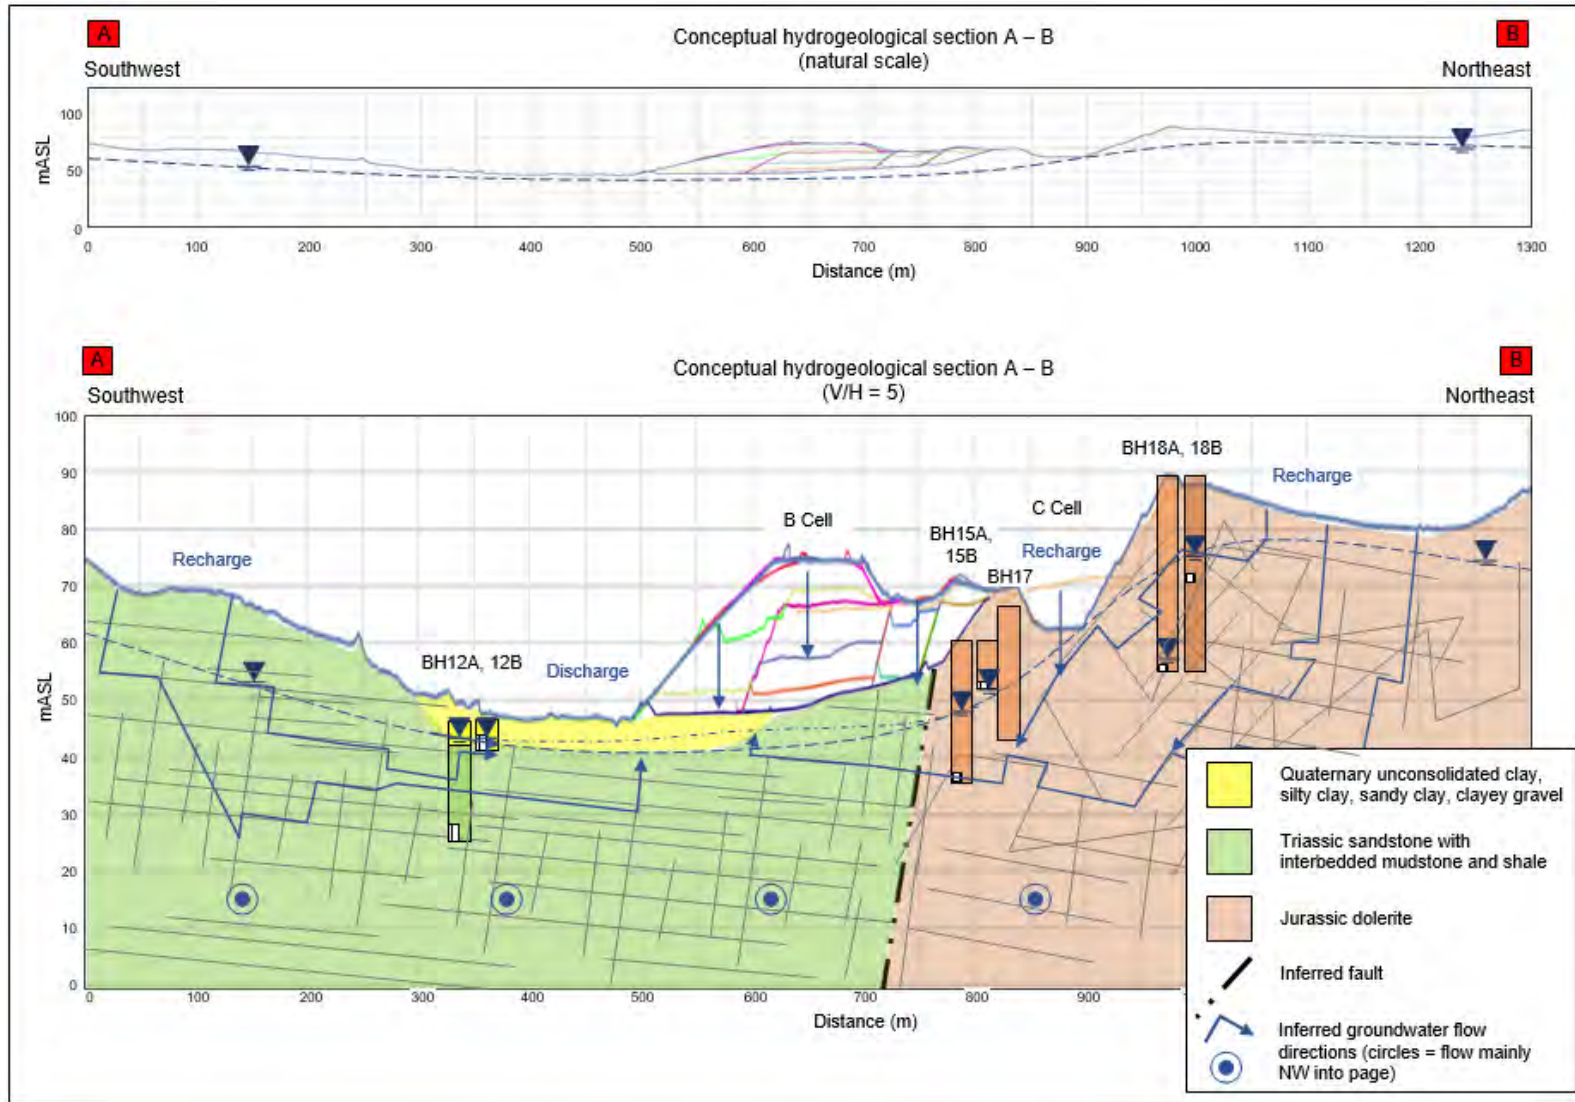 A
Conceptual hydrogeological section A – B
B
Southwest
(natural scale)
Northeast
100
50
0
mASL
0 100 200 300 400 500 600 700 800 900 1000 1100 1200 1300
Distance (m)
A
Conceptual hydrogeological section A – B
B
Southwest
(V/H = 5)
Northeast
100
90
80
70
60
50
40
30
20
10
0
mASL
BH18A, 18B
Recharge
B Cell
C Cell
BH15A,
15B
Recharge
Recharge
BH17
BH12A, 12B
Discharge
0 100 200 300 400 500 600 700 800 900
Distance (m)
Quaternary unconsolidated clay,
silty clay, sandy clay, clayey gravel
Triassic sandstone with
interbedded mudstone and shale
Jurassic dolerite
Inferred fault
Inferred groundwater flow
directions (circles = flow mainly
NW into page)